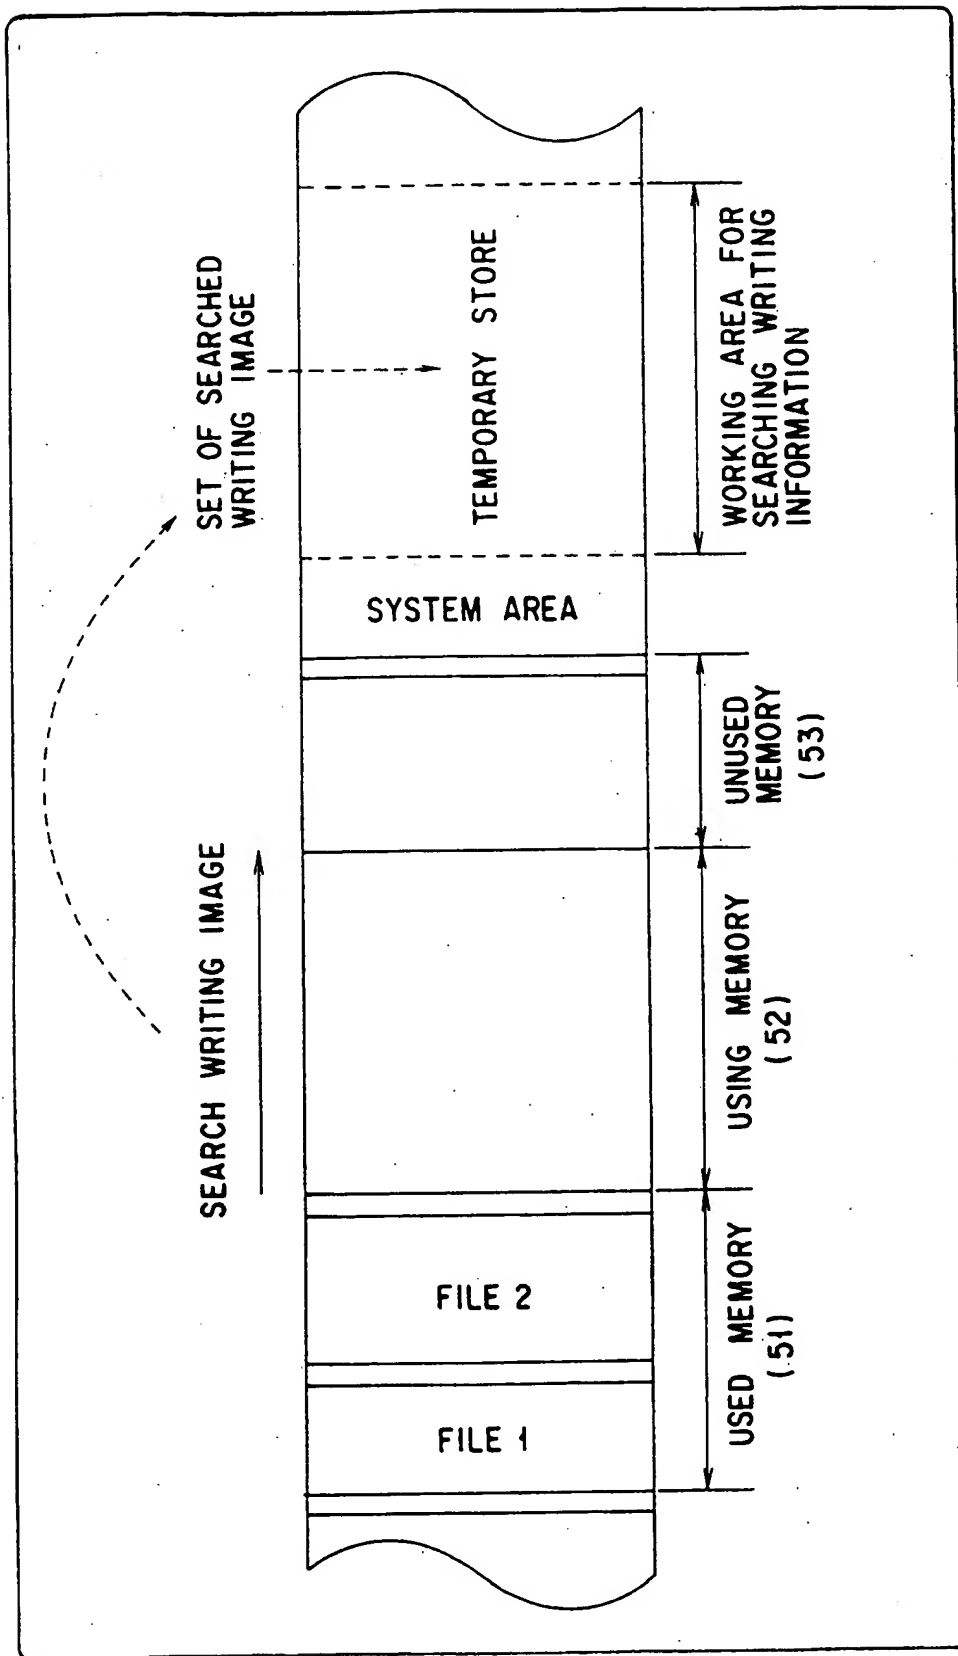 SEARCH WRITING IMAGE
SET OF SEARCHED
WRITING IMAGE
FILE 1
FILE 2
SYSTEM AREA
TEMPORARY STORE
USED MEMORY
(51)
USING MEMORY
(52)
UNUSED
MEMORY
(53)
WORKING AREA FOR
SEARCHING WRITING
INFORMATION